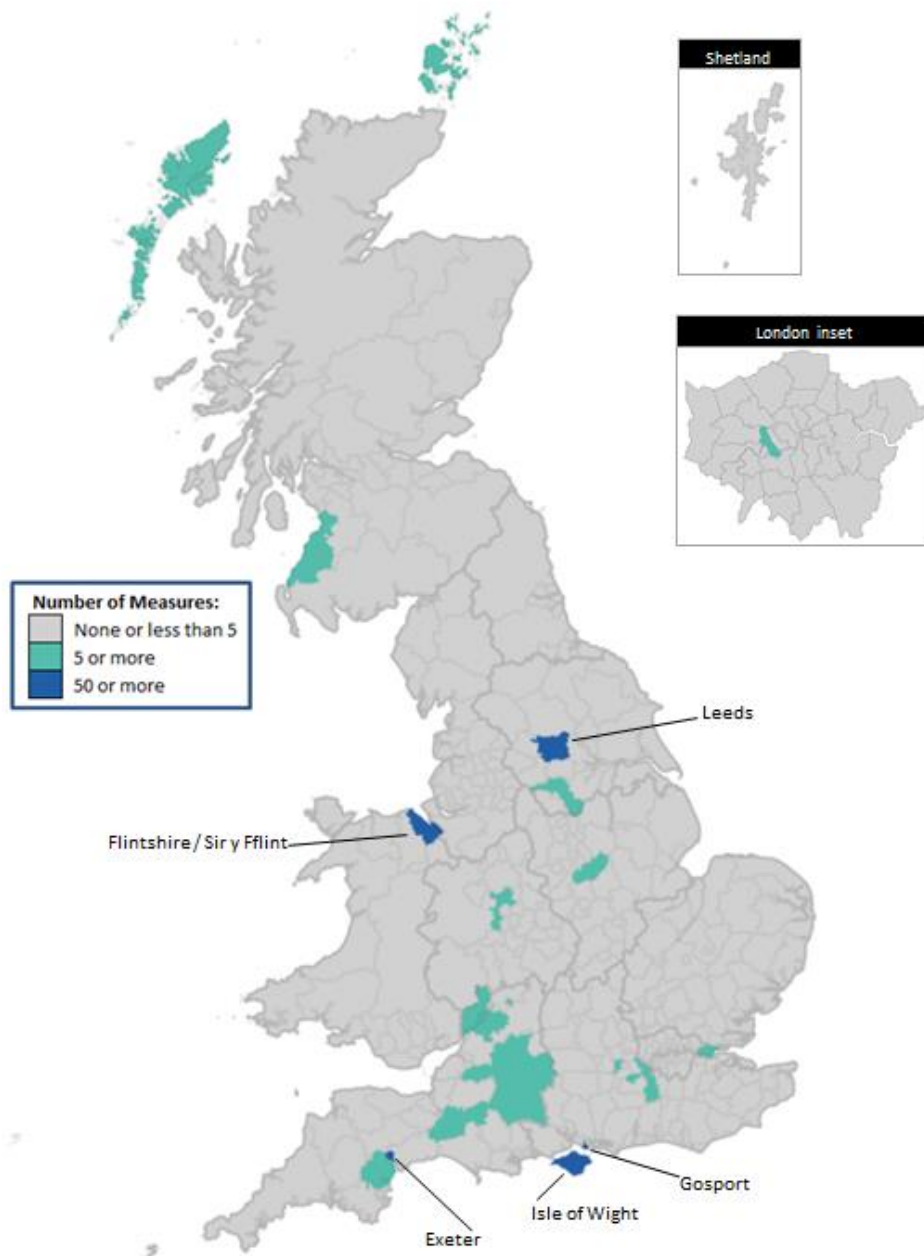 Shetland
London inset
Number of Measures:
None or less than 5
5 or more
50 or more
Leeds
Flintshire / Sir y Fflint
Gosport
Isle of Wight
Exeter